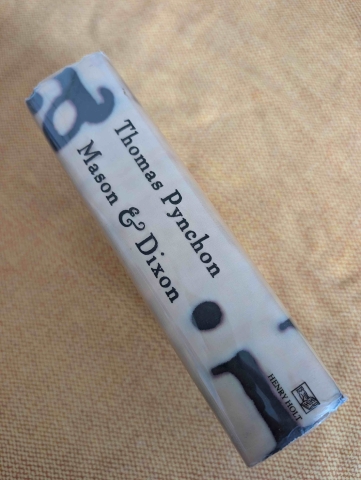 Thomas Pynchon
Mason & Dixon
HENRY HOLT